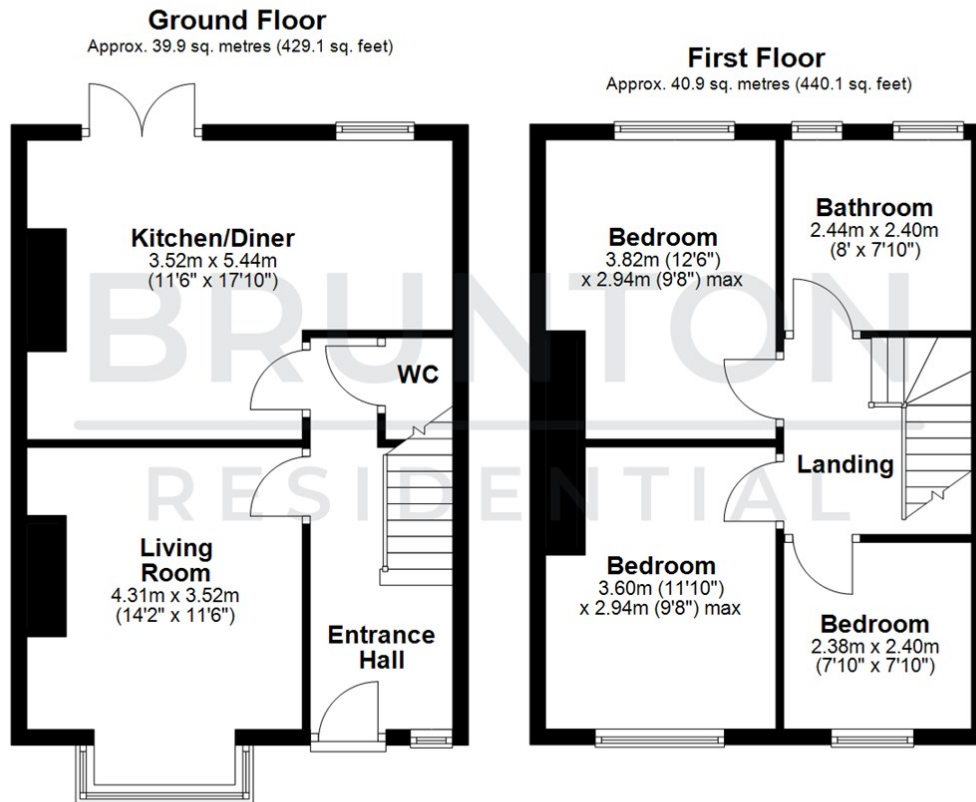 Ground Floor
Approx. 39.9 sq. metres (429.1 sq. feet)
Kitchen/Diner
3.52m x 5.44m
(11'6" x 17'10")
WC
Living
Room
4.31m x 3.52m
(14'2" x 11'6")
Entrance
Hall
First Floor
Approx. 40.9 sq. metres (440.1 sq. feet)
Bedroom
3.82m (12'6")
x 2.94m (9'8") max
Bathroom
2.44m x 2.40m
(8' x 7'10")
Landing
Bedroom
3.60m (11'10")
x 2.94m (9'8") max
Bedroom
2.38m x 2.40m
(7'10" x 7'10")
BRUNTON
RESIDENTIAL